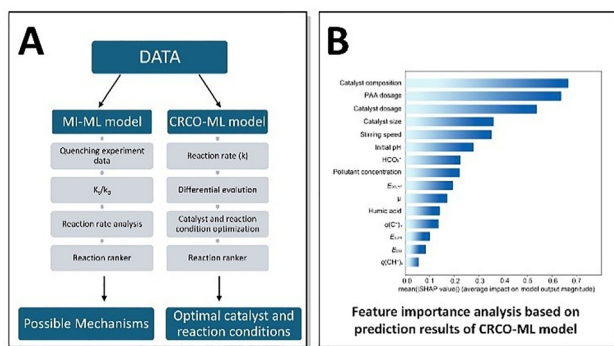 A
DATA
MI-ML model
CRCO-ML model
Quenching experiment
data
Reaction rate (k)
Differential evolution
Reaction rate analysis
Catalyst and reaction
condition optimization
Reaction ranker
Reaction ranker
Possible Mechanisms
Optimal catalyst and
reaction conditions
B
Catalyst composition
PAA dosage
Catalyst dosage
Catalyst size
Stirring speed
Initial pH
HCO₃⁻
Pollutant concentration
μ
Humic acid
0.0 0.1 0.2 0.3 0.4 0.5 0.6 0.7 0.8
mean(|SHAP value|) (average impact on model output magnitude)
Feature importance analysis based on
prediction results of CRCO-ML model